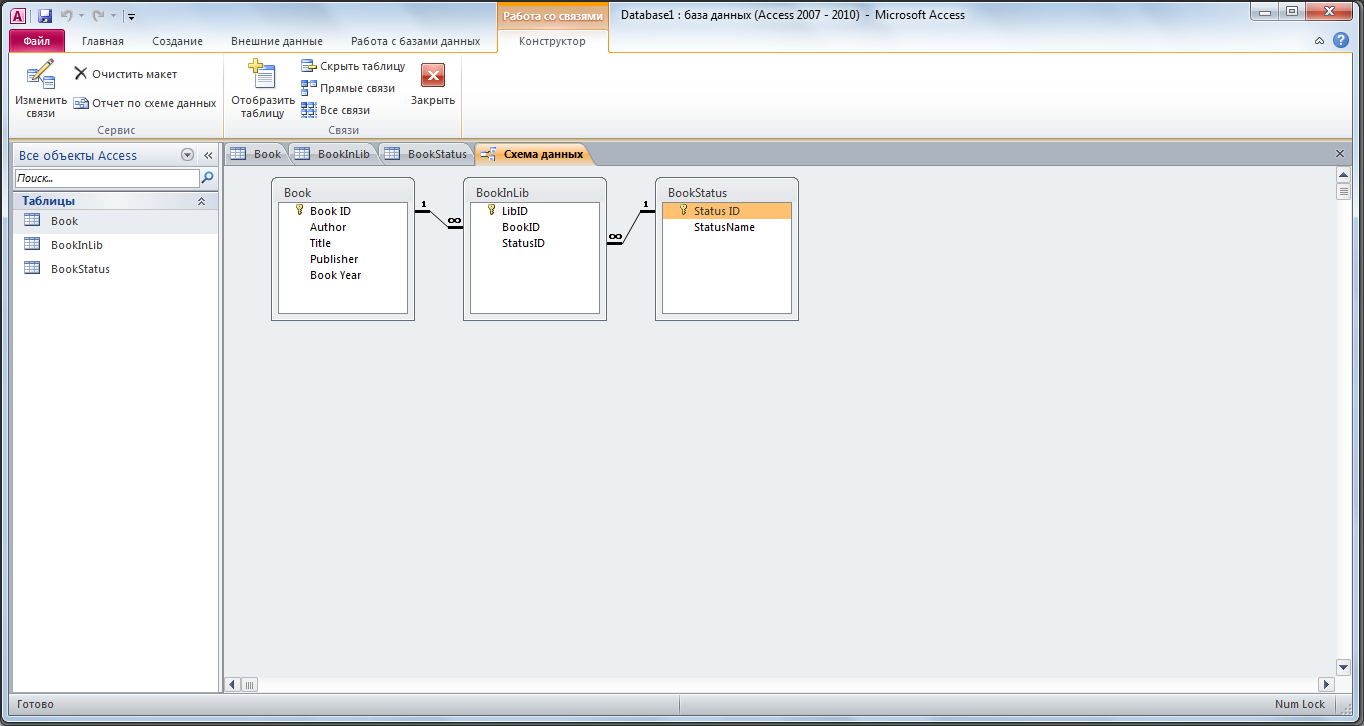 Работа со связями
Database1 : база данных (Access 2007 - 2010) - Microsoft Access
Файл Главная Создание Внешние данные Работа с базами данных Конструктор
Изменить связи
Очистить макет
Отчет по схеме данных
Сервис
Отобразить таблицу
Скрыть таблицу
Прямые связи
Все связи
Закрыть
Связи
Все объекты Access
Поиск...
Таблицы
Book
BookInLib
BookStatus
Book BookInLib BookStatus Схема данных
Book
Book ID
Author
Title
Publisher
Book Year
1
∞
BookInLib
LibID
BookID
StatusID
∞
1
BookStatus
Status ID
StatusName
Готово
Num Lock